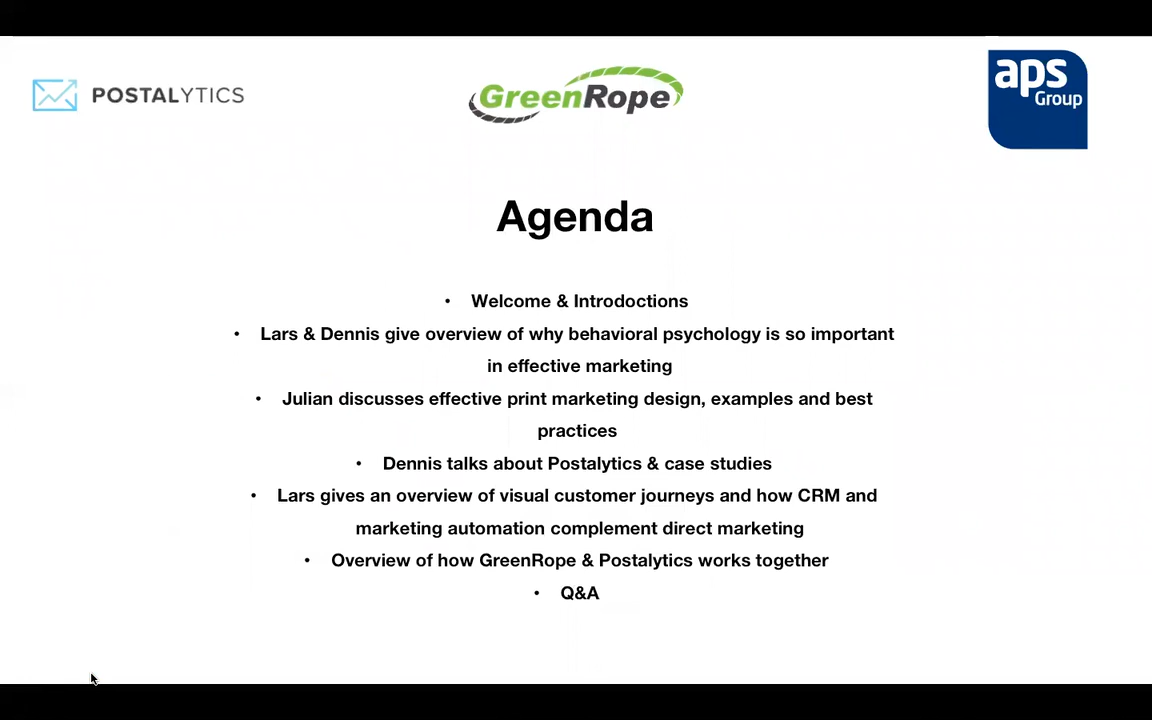 POSTALYTICS
GreenRope
aps
Group
Agenda
• Welcome & Introdoctions
• Lars & Dennis give overview of why behavioral psychology is so important
in effective marketing
• Julian discusses effective print marketing design, examples and best
practices
• Dennis talks about Postalytics & case studies
• Lars gives an overview of visual customer journeys and how CRM and
marketing automation complement direct marketing
• Overview of how GreenRope & Postalytics works together
• Q&A